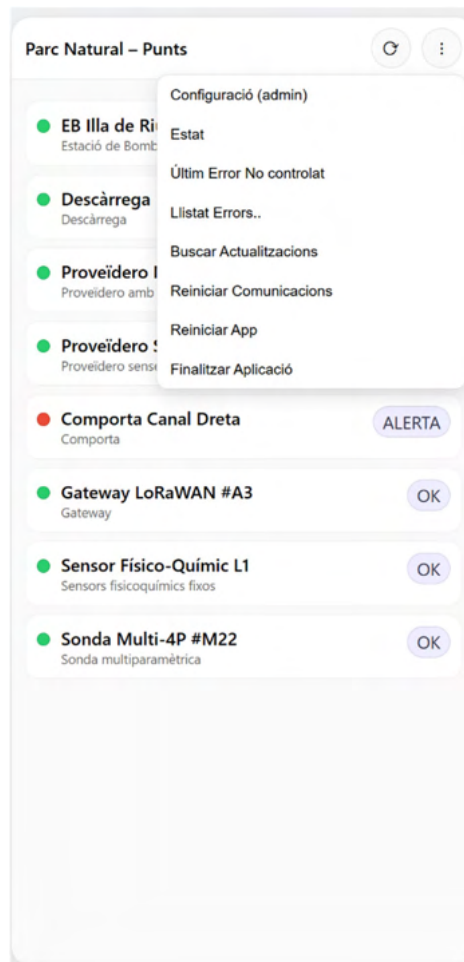 Parc Natural – Punts
Configuració (admin)
Estat
Últim Error No controlat
Llistat Errors..
Buscar Actualitzacions
Reiniciar Comunicacions
Reiniciar App
Finalitzar Aplicació
EB Illa de
Estació de
Descàrrega
Descàrrega
Proveïdero
Proveïdero amb
Proveïdero
Proveïdero
Comporta Canal Dreta
ALERTA
Comporta
Gateway LoRaWAN #A3
OK
Gateway
Sensor Físico-Químic L1
OK
Sensors fisicoquímics fixos
Sonda Multi-4P #M22
OK
Sonda multiparamètrica